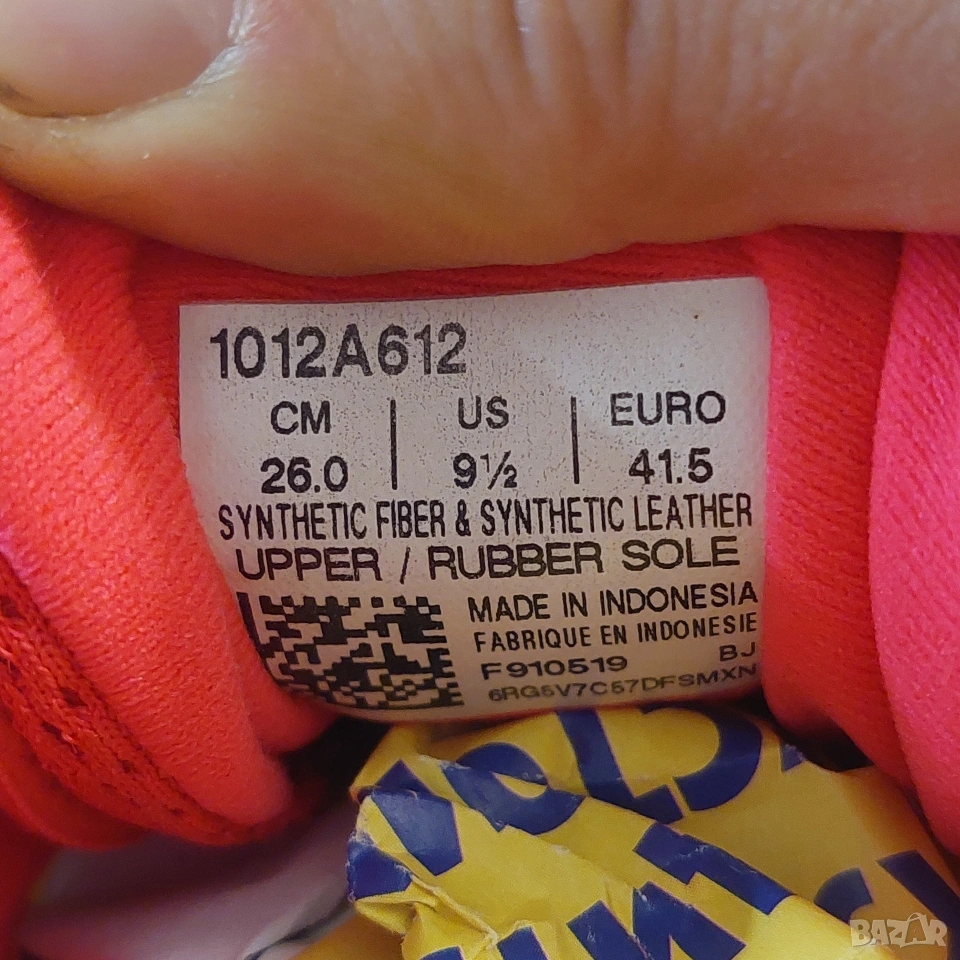 1012A612
CM | US | EURO
26.0 | 9½ | 41.5
SYNTHETIC FIBER & SYNTHETIC LEATHER
UPPER / RUBBER SOLE
MADE IN INDONESIA
FABRIQUE EN INDONESIE
F910519 BJ
6RG6V7C57DFSMXN
BAZAR